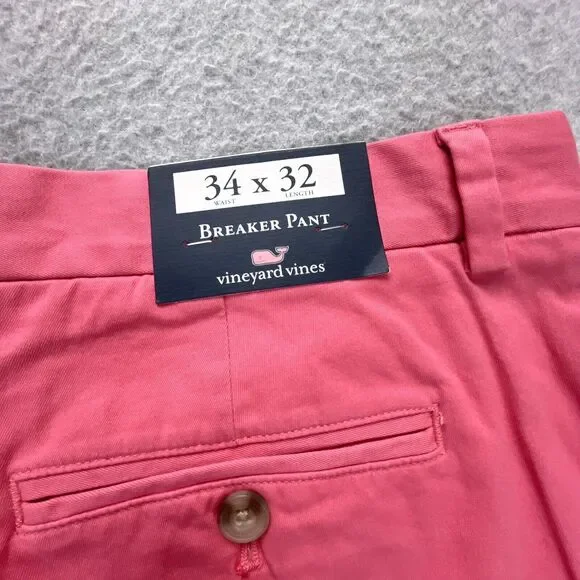 34 x 32
WAIST LENGTH
BREAKER PANT
vineyard vines